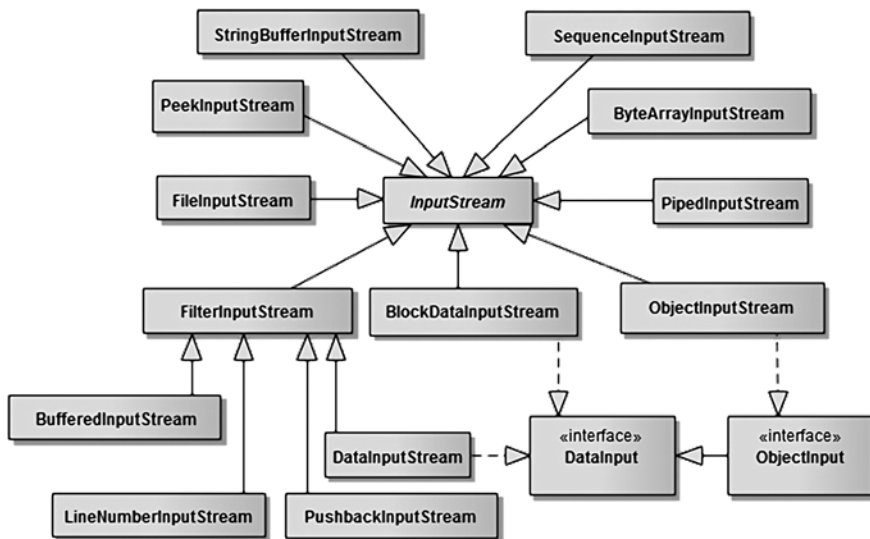 StringBufferInputStream
SequenceInputStream
PeekInputStream
ByteArrayInputStream
FileInputStream
InputStream
PipedInputStream
FilterInputStream
BlockDataInputStream
ObjectInputStream
BufferedInputStream
«interface»
DataInput
«interface»
ObjectInput
DataInputStream
LineNumberInputStream
PushbackInputStream